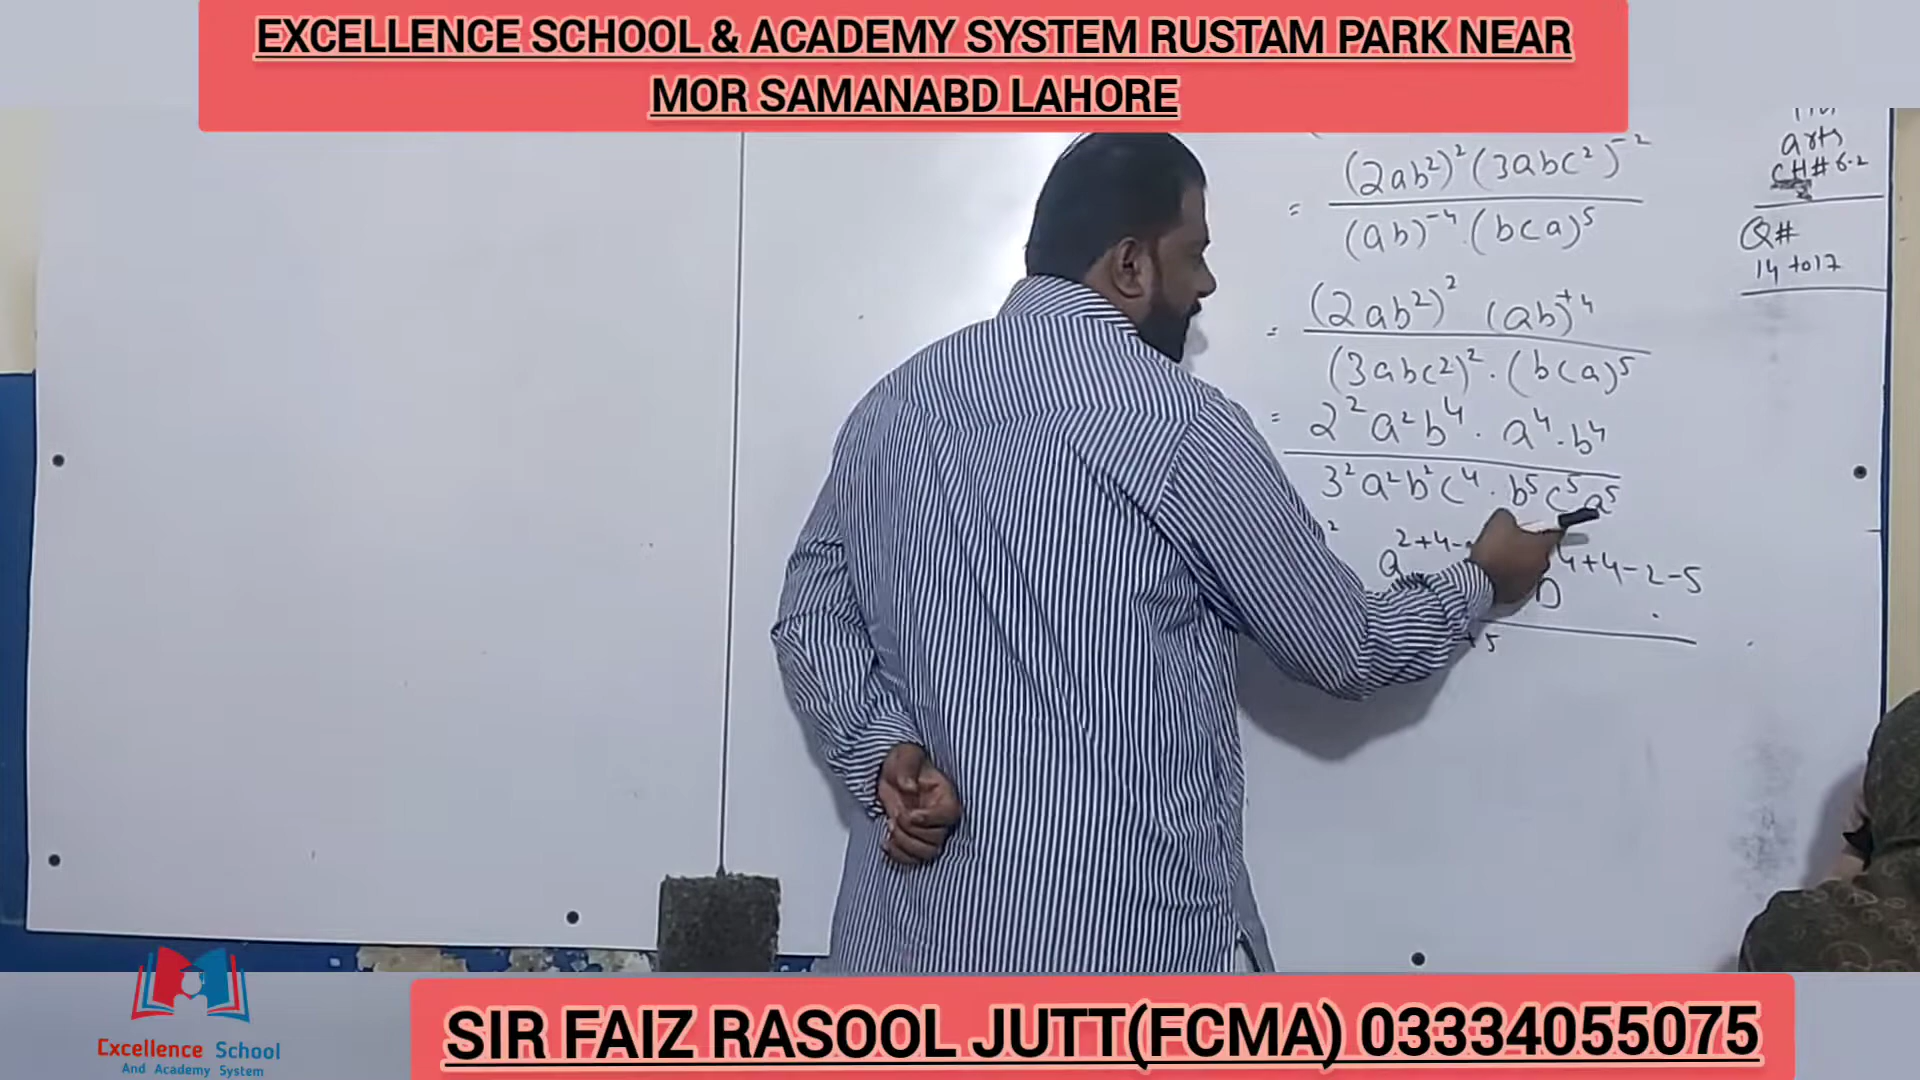 EXCELLENCE SCHOOL & ACADEMY SYSTEM RUSTAM PARK NEAR
MOR SAMANABD LAHORE
arts
CH# 6.2
Q#
14 to 17
(2ab²)² (3abc²)⁻²
=
(ab)⁻⁴ . (bca)⁵
(2ab²)² (ab)⁺⁴
=
(3abc²)² . (bca)⁵
= 2² a² b⁴ . a⁴ . b⁴
3² a² b² c⁴ . b⁵ c⁵ a⁵
2 a²⁺⁴⁻ 4+4-2-5
+5
Excellence School
And Academy System
SIR FAIZ RASOOL JUTT(FCMA) 03334055075